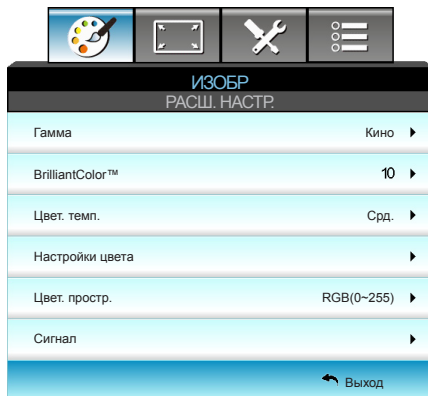 ИЗОБР
РАСШ. НАСТР.
Гамма Кино
BrilliantColor™ 10
Цвет. темп. Срд.
Настройки цвета
Цвет. простр. RGB(0~255)
Сигнал
Выход